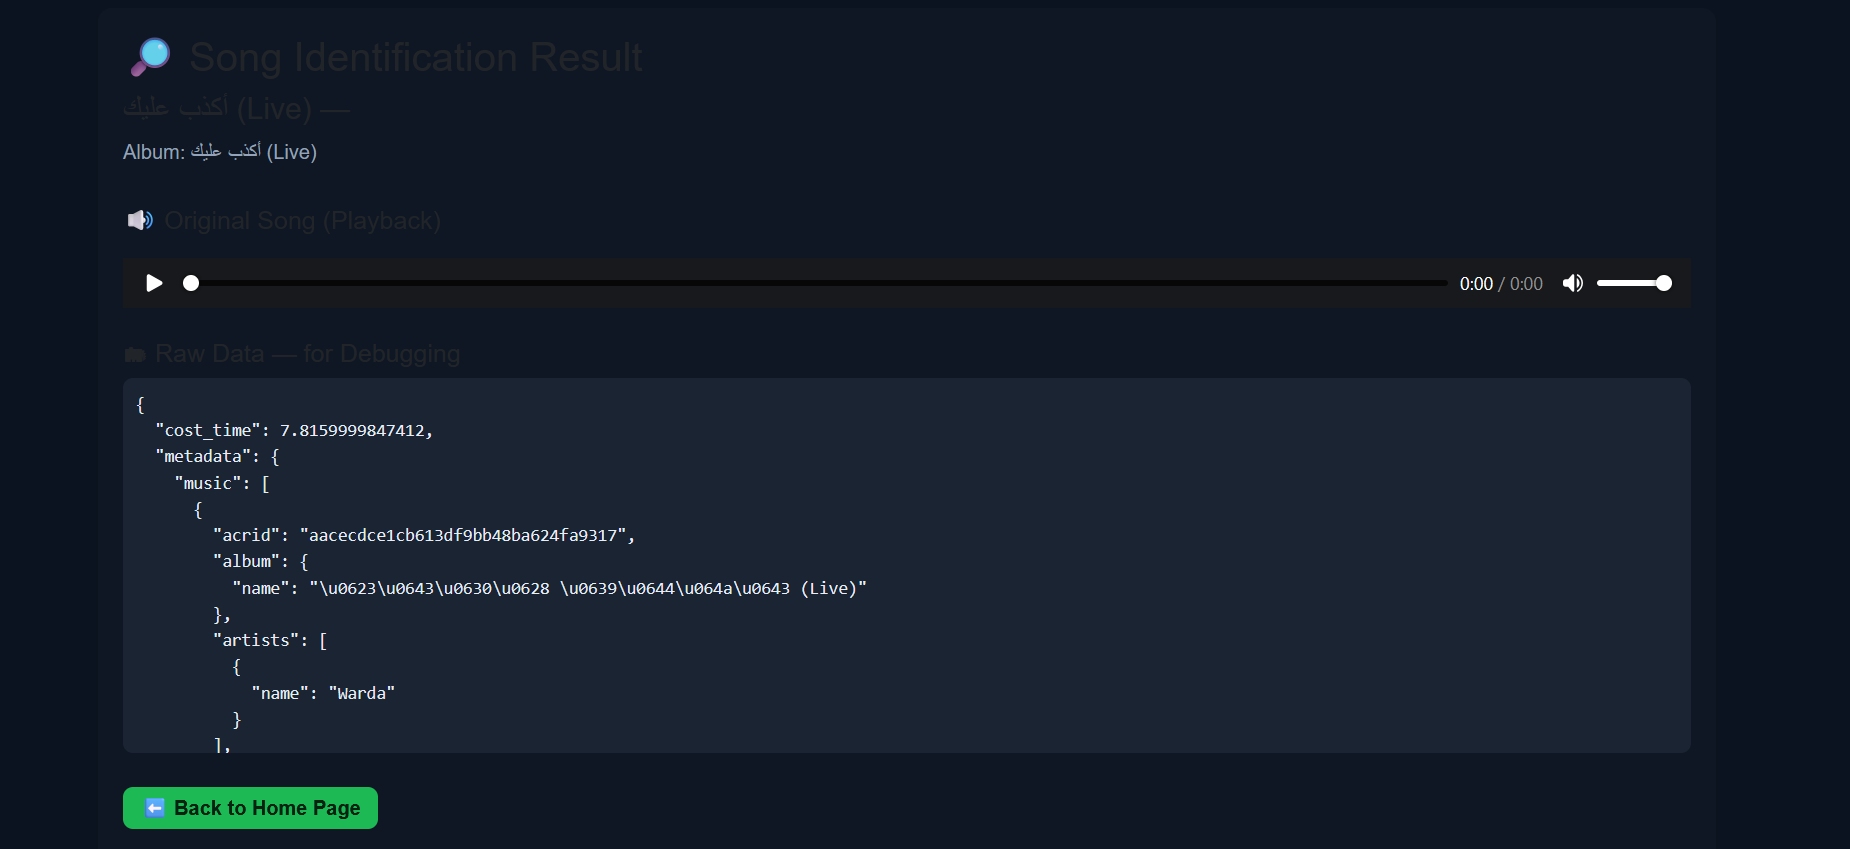 Song Identification Result
أكذب عليك (Live) —
Album: أكذب عليك (Live)
Original Song (Playback)
0:00 / 0:00
Raw Data — for Debugging
{
"cost_time": 7.8159999847412,
"metadata": {
"music": [
{
"acrid": "aacecdce1cb613df9bb48ba624fa9317",
"album": {
"name": "\u0623\u0643\u0630\u0628 \u0639\u0644\u064a\u0643 (Live)"
},
"artists": [
{
"name": "Warda"
}
],
Back to Home Page